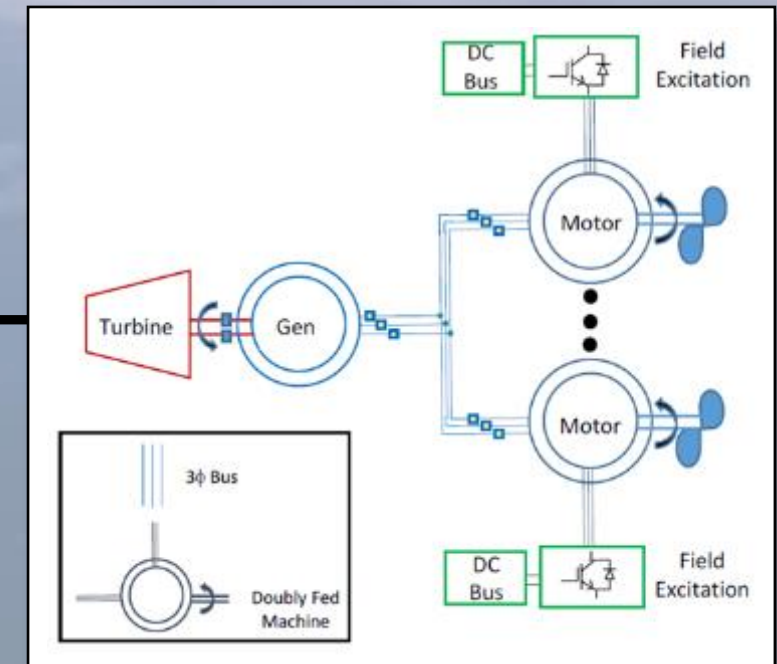 DC
Bus
Field
Excitation
Motor
Turbine
Gen
Motor
3ϕ Bus
Doubly Fed
Machine
DC
Bus
Field
Excitation